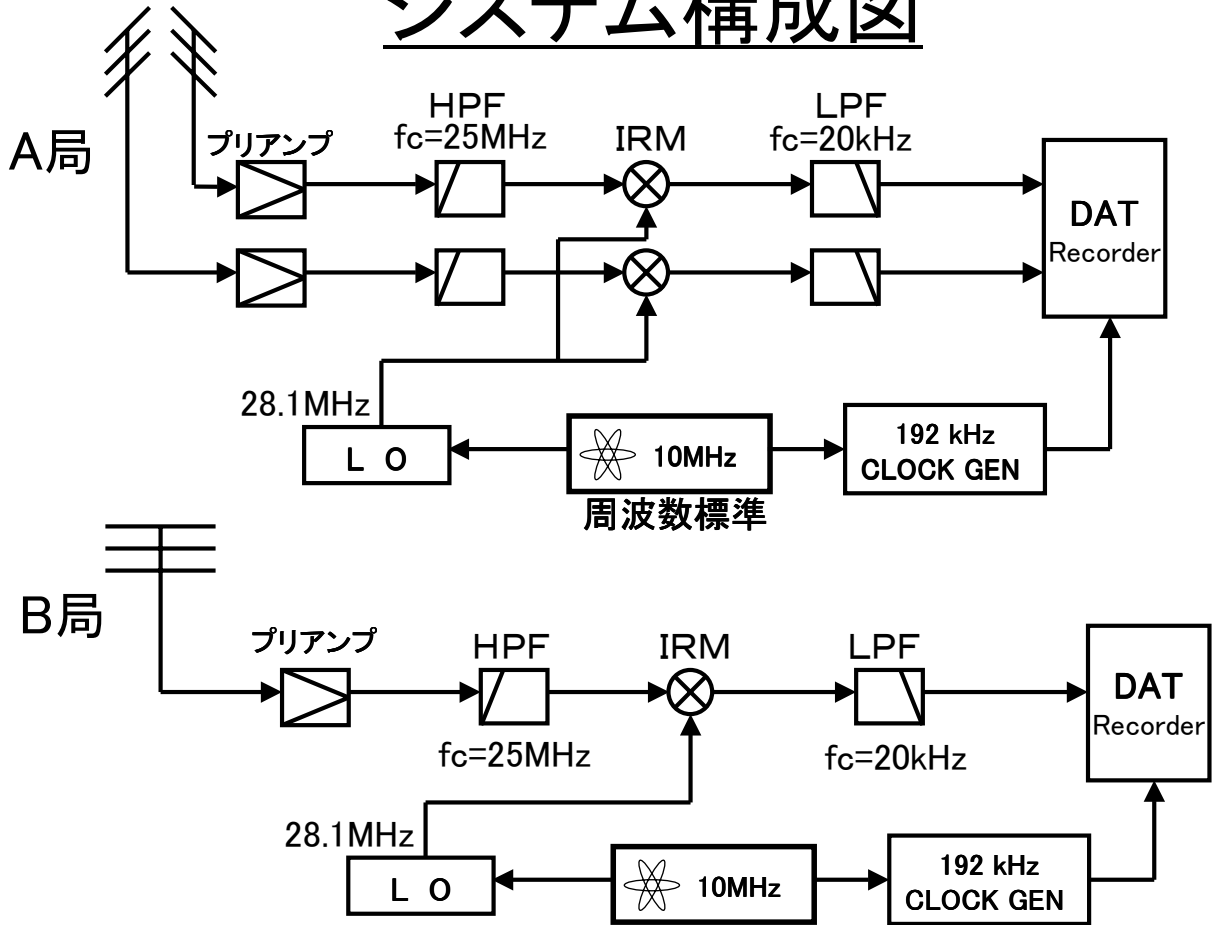 システム構成図
A局
プリアンプ
HPF
fc=25MHz
IRM
LPF
fc=20kHz
DAT
Recorder
28.1MHz
L O
10MHz
周波数標準
192 kHz
CLOCK GEN
B局
プリアンプ
HPF
fc=25MHz
IRM
LPF
fc=20kHz
DAT
Recorder
28.1MHz
L O
10MHz
192 kHz
CLOCK GEN